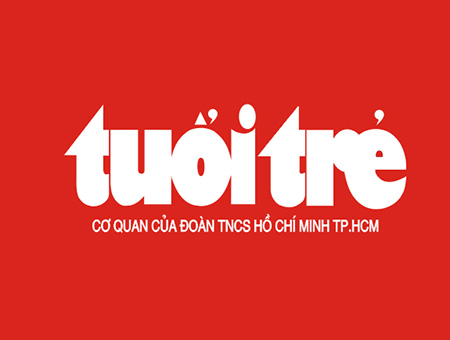 tuổi trẻ
CƠ QUAN CỦA ĐOÀN TNCS HỒ CHÍ MINH TP.HCM